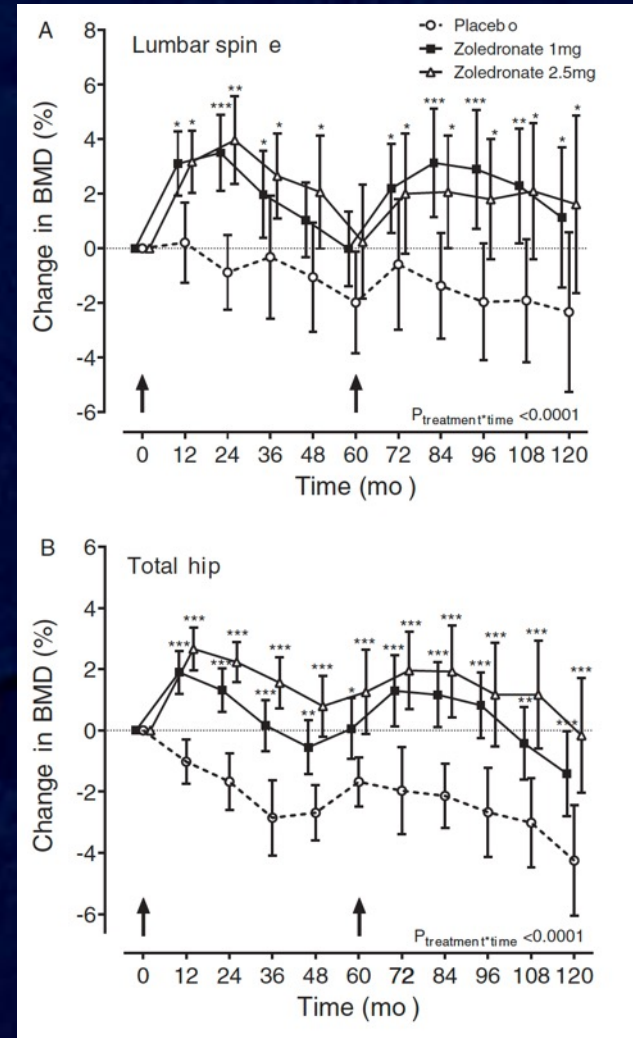 A
Lumbar spin e
Placeb o
Zoledronate 1mg
Zoledronate 2.5mg
Change in BMD (%)
8
6
4
2
0
-2
-4
-6
* * *** ** * * * * * *** * *** * ** * * *
Ptreatment*time <0.0001
0 12 24 36 48 60 72 84 96 108 120
Time (mo )
B
Total hip
Change in BMD (%)
6
4
2
0
-2
-4
-6
*** *** *** *** *** *** ** *** * *** *** *** *** *** *** *** ** *** *** ***
Ptreatment*time <0.0001
0 12 24 36 48 60 72 84 96 108 120
Time (mo )